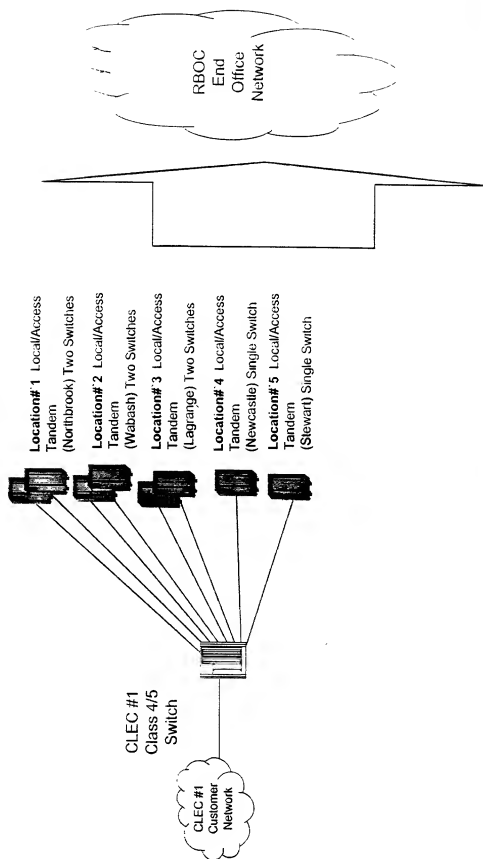 CLEC #1
Customer
Network
CLEC #1
Class 4/5
Switch
Location# 1 Local/Access
Tandem
(Northbrook) Two Switches
Location# 2 Local/Access
Tandem
(Wabash) Two Switches
Location# 3 Local/Access
Tandem
(Lagrange) Two Switches
Location# 4 Local/Access
Tandem
(Newcastle) Single Switch
Location# 5 Local/Access
Tandem
(Stewart) Single Switch
RBOC
End
Office
Network